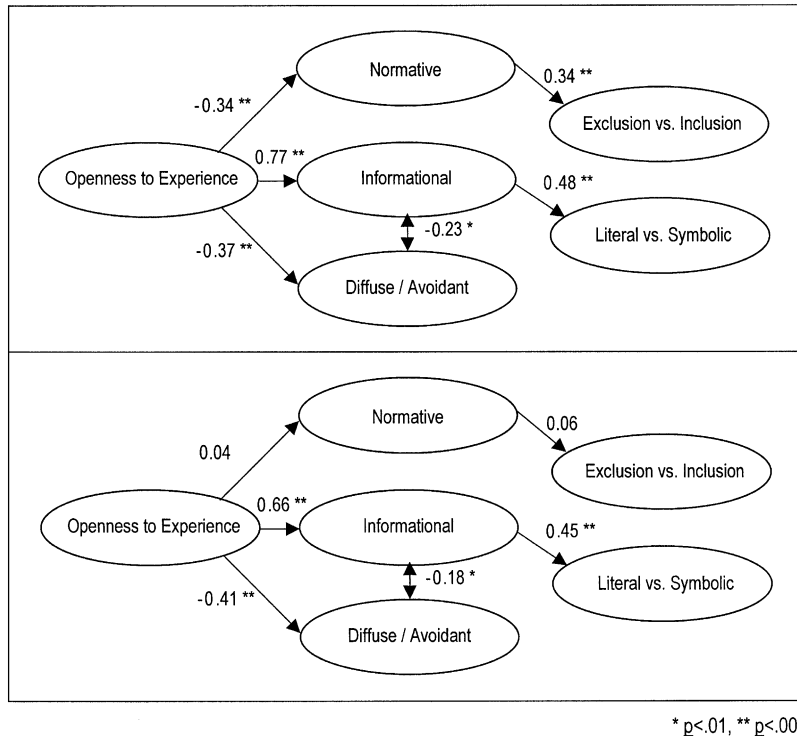 Normative
0.34 **
-0.34 **
Exclusion vs. Inclusion
0.77 **
Openness to Experience
Informational
0.48 **
-0.23 *
Literal vs. Symbolic
-0.37 **
Diffuse / Avoidant
Normative
0.06
0.04
Exclusion vs. Inclusion
0.66 **
Openness to Experience
Informational
0.45 **
-0.18 *
Literal vs. Symbolic
-0.41 **
Diffuse / Avoidant
* p<.01, ** p<.00